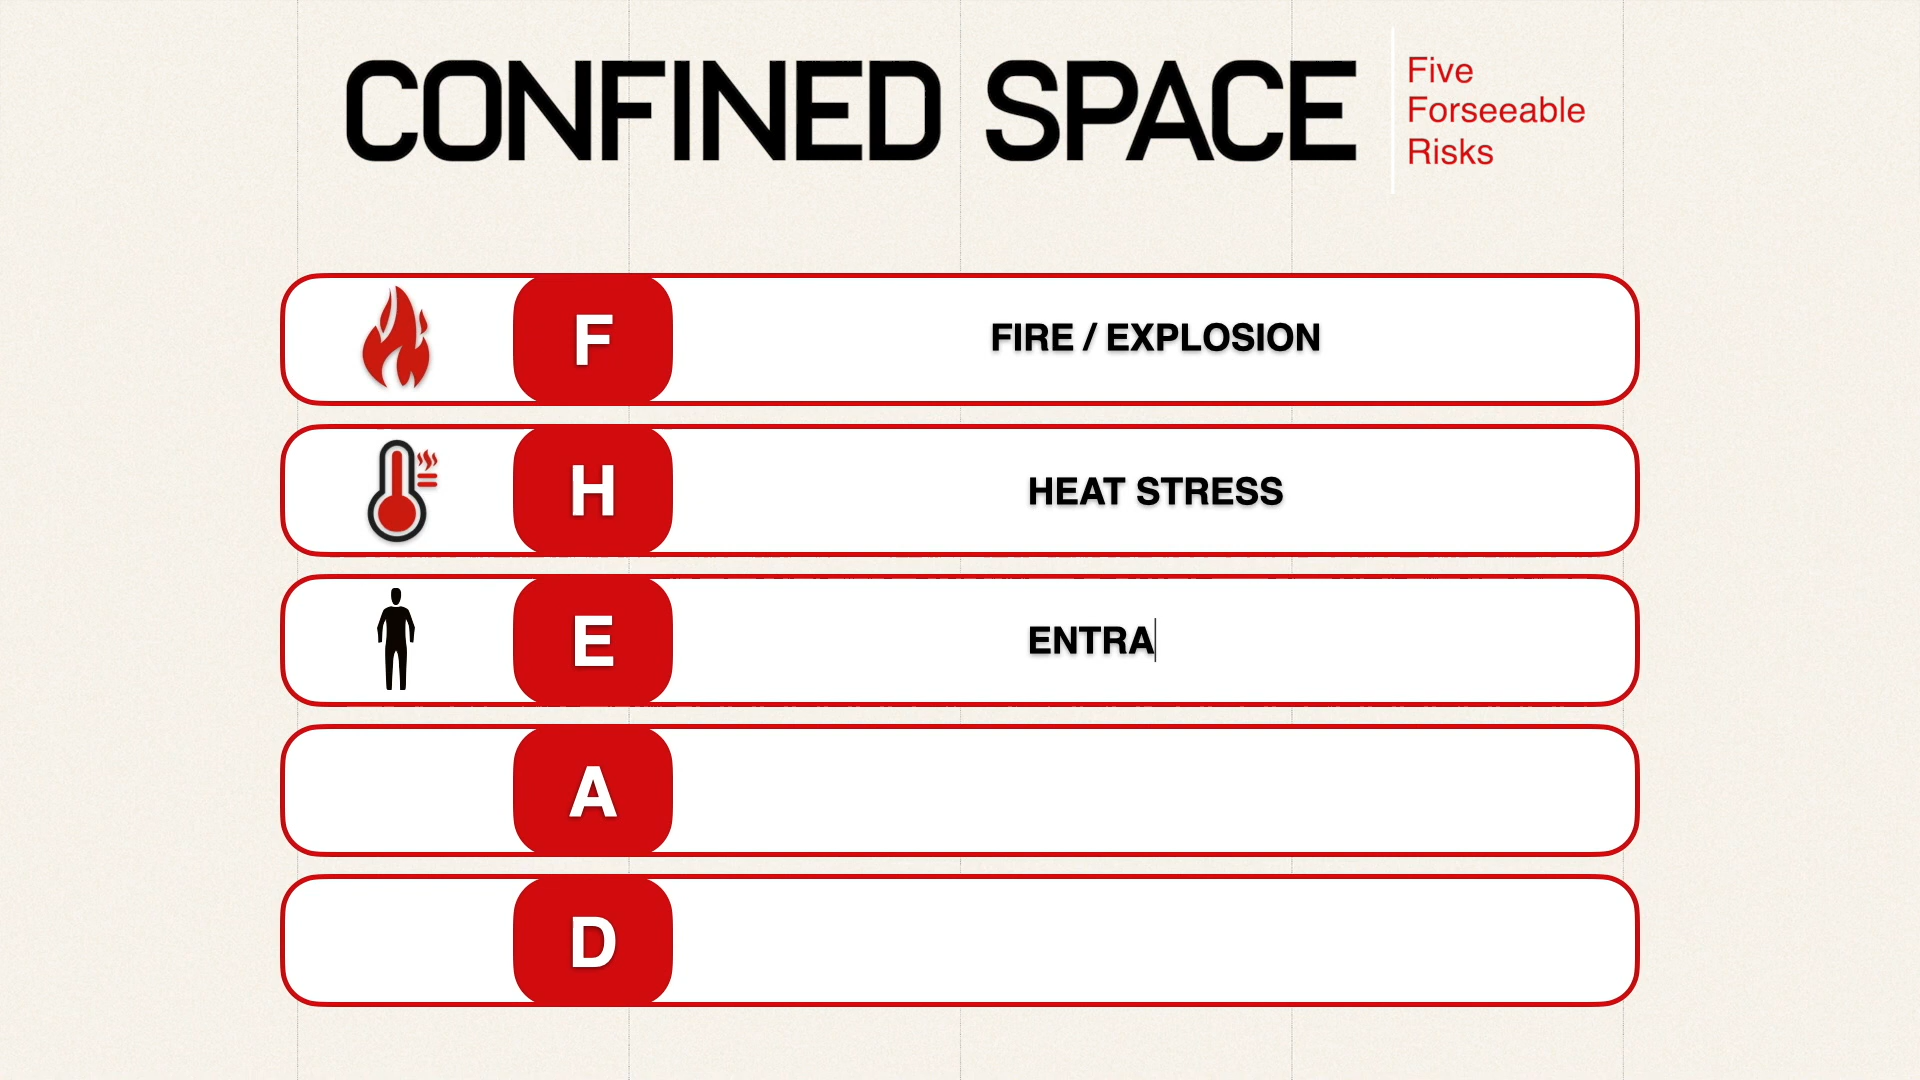 CONFINED SPACE
Five
Forseeable
Risks
F FIRE / EXPLOSION
H HEAT STRESS
E ENTRA
A
D